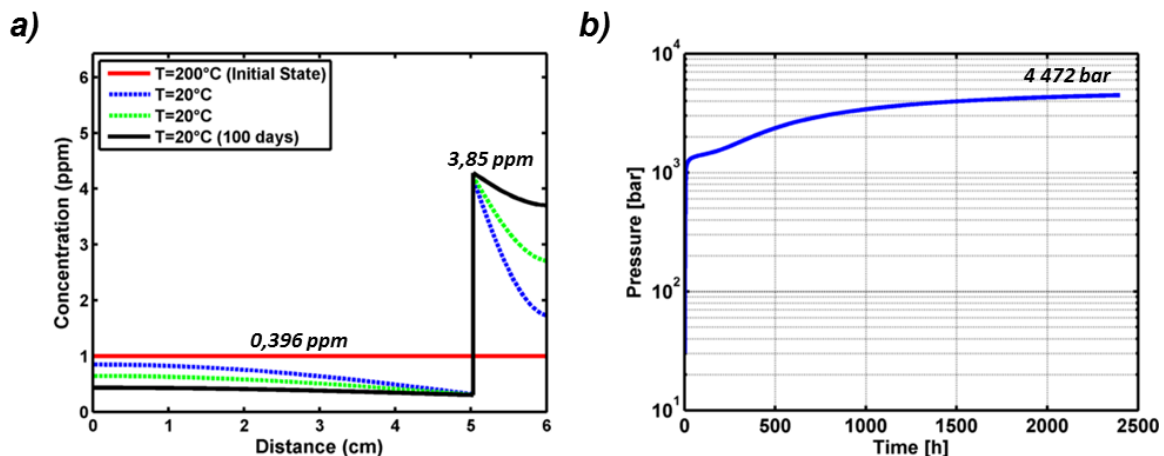 a)
Concentration (ppm)
6
5
4
3
2
1
0
T=200°C (Initial State)
T=20°C
T=20°C
T=20°C (100 days)
3,85 ppm
0,396 ppm
0 1 2 3 4 5 6
Distance (cm)
b)
Pressure [bar]
10^4
10^3
10^2
10^1
4 472 bar
0 500 1000 1500 2000 2500
Time [h]